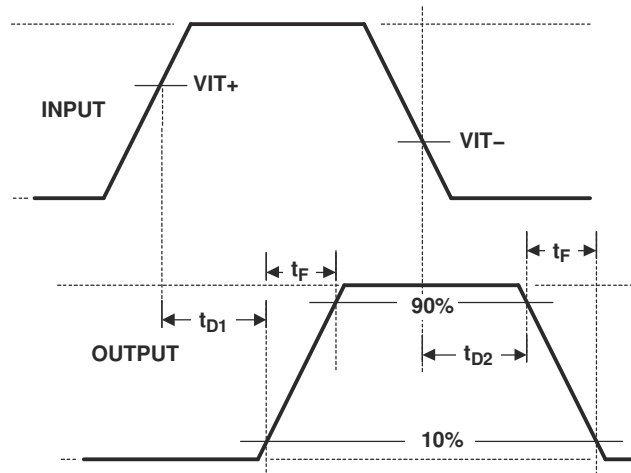 VIT+
INPUT
VIT–
tF
tF
90%
tD1
OUTPUT
tD2
10%